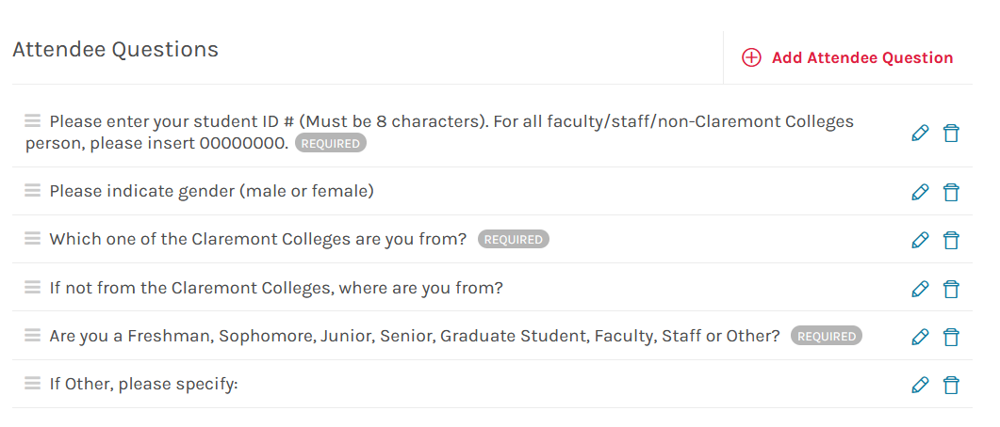 Attendee Questions
Add Attendee Question
Please enter your student ID # (Must be 8 characters). For all faculty/staff/non-Claremont Colleges
person, please insert 00000000. REQUIRED
Please indicate gender (male or female)
Which one of the Claremont Colleges are you from? REQUIRED
If not from the Claremont Colleges, where are you from?
Are you a Freshman, Sophomore, Junior, Senior, Graduate Student, Faculty, Staff or Other? REQUIRED
If Other, please specify: